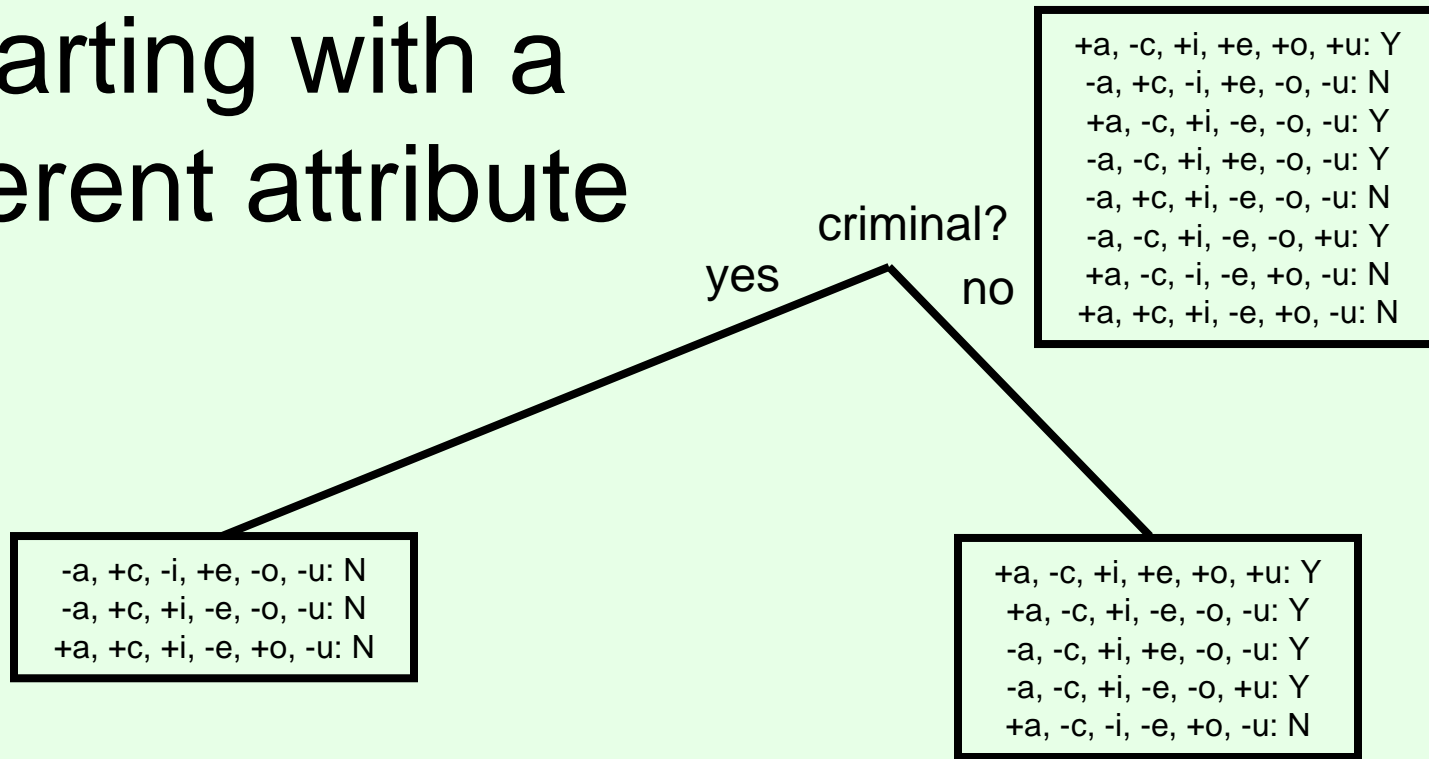 arting with a
erent attribute
+a, -c, +i, +e, +o, +u: Y
-a, +c, -i, +e, -o, -u: N
+a, -c, +i, -e, -o, -u: Y
-a, -c, +i, +e, -o, -u: Y
-a, +c, +i, -e, -o, -u: N
-a, -c, +i, -e, -o, +u: Y
+a, -c, -i, -e, +o, -u: N
+a, +c, +i, -e, +o, -u: N
criminal?
yes
no
-a, +c, -i, +e, -o, -u: N
-a, +c, +i, -e, -o, -u: N
+a, +c, +i, -e, +o, -u: N
+a, -c, +i, +e, +o, +u: Y
+a, -c, +i, -e, -o, -u: Y
-a, -c, +i, +e, -o, -u: Y
-a, -c, +i, -e, -o, +u: Y
+a, -c, -i, -e, +o, -u: N